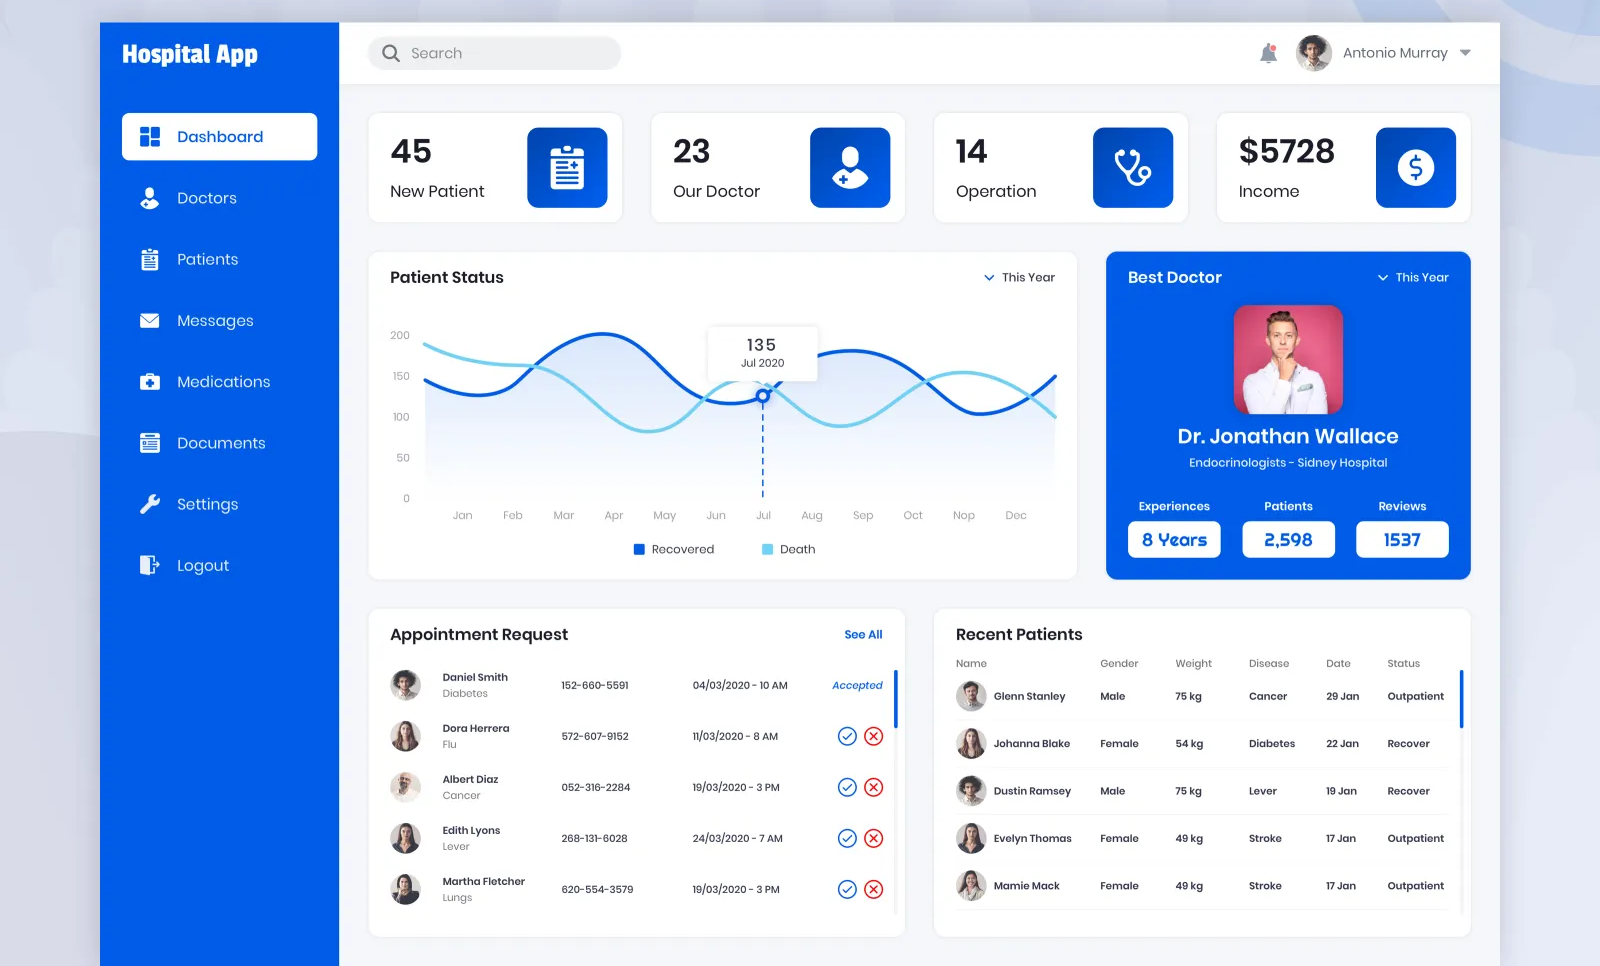 Hospital App
Search
Antonio Murray
Dashboard
Doctors
Patients
Messages
Medications
Documents
Settings
Logout
45
New Patient
23
Our Doctor
14
Operation
$5728
Income
Patient Status
This Year
200
150
100
50
0
135
Jul 2020
Jan Feb Mar Apr May Jun Jul Aug Sep Oct Nop Dec
Recovered Death
Best Doctor
This Year
Dr. Jonathan Wallace
Endocrinologists - Sidney Hospital
Experiences Patients Reviews
8 Years 2,598 1537
Appointment Request
See All
Daniel Smith
Diabetes
152-660-5591
04/03/2020 - 10 AM
Accepted
Dora Herrera
Flu
572-607-9152
11/03/2020 - 8 AM
Albert Diaz
Cancer
052-316-2284
19/03/2020 - 3 PM
Edith Lyons
Lever
268-131-6028
24/03/2020 - 7 AM
Martha Fletcher
Lungs
620-554-3579
19/03/2020 - 3 PM
Recent Patients
Name Gender Weight Disease Date Status
Glenn Stanley Male 75 kg Cancer 29 Jan Outpatient
Johanna Blake Female 54 kg Diabetes 22 Jan Recover
Dustin Ramsey Male 75 kg Lever 19 Jan Recover
Evelyn Thomas Female 49 kg Stroke 17 Jan Outpatient
Mamie Mack Female 49 kg Stroke 17 Jan Outpatient